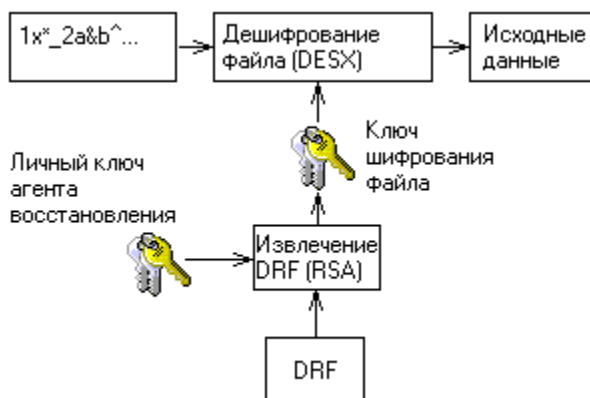 1x*_2a&b^...
Дешифрование
файла (DESX)
Исходные
данные
Ключ
шифрования
файла
Личный ключ
агента
восстановления
Извлечение
DRF (RSA)
DRF